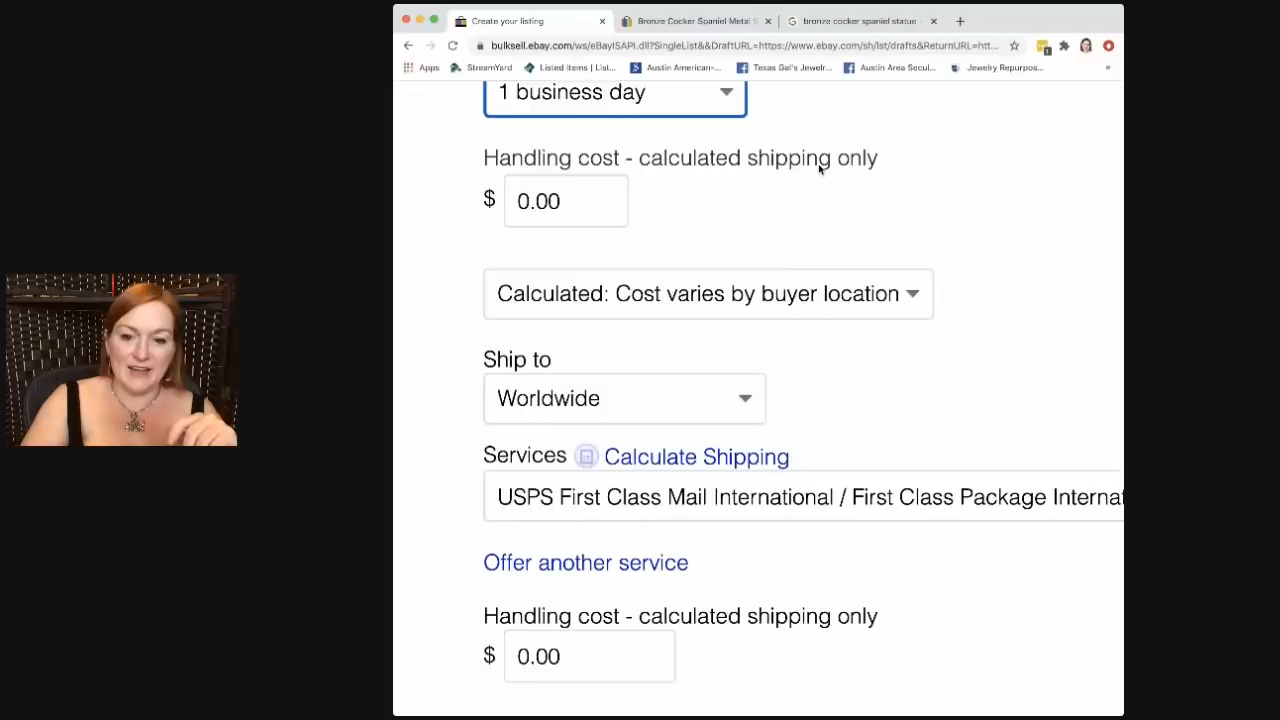 Create your listing
Bronze Cocker Spaniel Metal S
bronze cocker spaniel statue -
bulksell.ebay.com/ws/eBayISAPI.dll?SingleList&&DraftURL=https://www.ebay.com/sh/lst/drafts&ReturnURL=htt...
Apps
StreamYard
Listed Items | List...
Austin American-...
Texas Gal's Jewelr...
Austin Area Secul...
Jewelry Repurpos...
»
1 business day
Handling cost - calculated shipping only
$ 0.00
Calculated: Cost varies by buyer location
Ship to
Worldwide
Services Calculate Shipping
USPS First Class Mail International / First Class Package Internat
Offer another service
Handling cost - calculated shipping only
$ 0.00